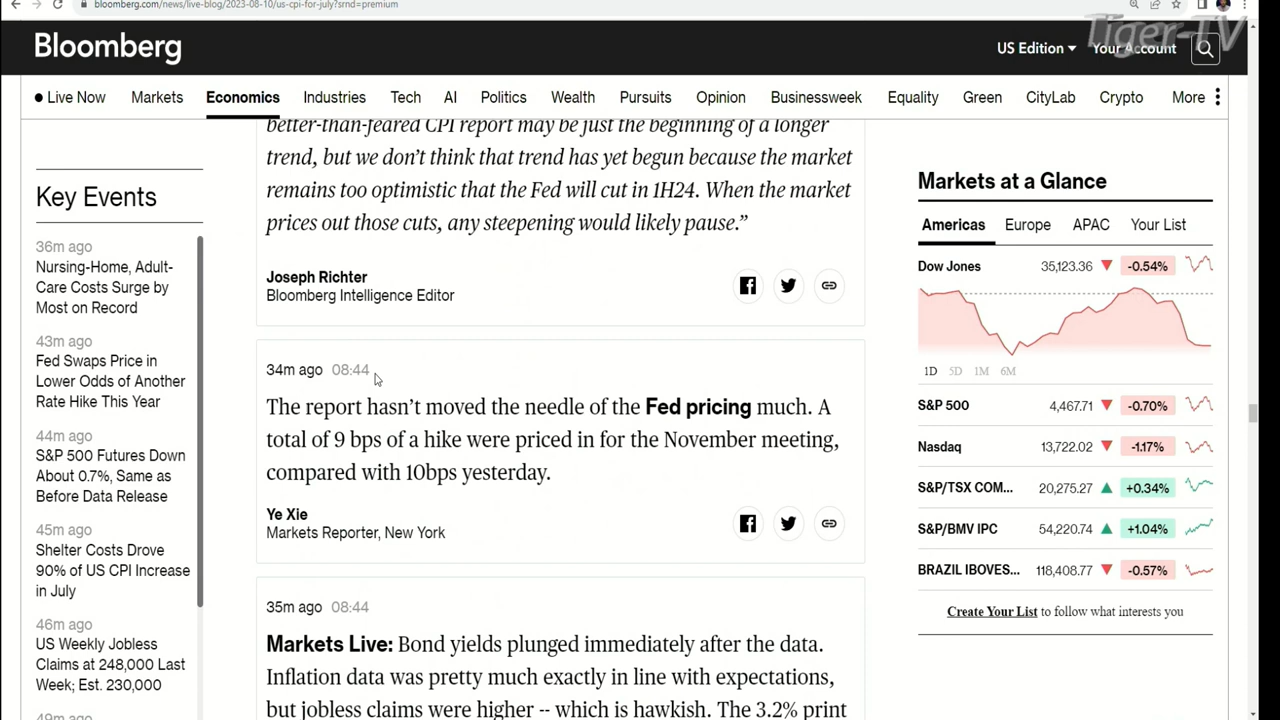 bloomberg.com/news/live-blog/2023-08-10/us-cpi-for-july?srnd=premium
Tiger-TV
Bloomberg
US Edition
Your Account
Live Now
Markets
Economics
Industries
Tech
AI
Politics
Wealth
Pursuits
Opinion
Businessweek
Equality
Green
CityLab
Crypto
More
Key Events
36m ago
Nursing-Home, Adult-
Care Costs Surge by
Most on Record
43m ago
Fed Swaps Price in
Lower Odds of Another
Rate Hike This Year
44m ago
S&P 500 Futures Down
About 0.7%, Same as
Before Data Release
45m ago
Shelter Costs Drove
90% of US CPI Increase
in July
46m ago
US Weekly Jobless
Claims at 248,000 Last
Week; Est. 230,000
49m ago
better-than-feared CPI report may be just the beginning of a longer
trend, but we don't think that trend has yet begun because the market
remains too optimistic that the Fed will cut in 1H24. When the market
prices out those cuts, any steepening would likely pause."
Joseph Richter
Bloomberg Intelligence Editor
34m ago 08:44
The report hasn't moved the needle of the Fed pricing much. A
total of 9 bps of a hike were priced in for the November meeting,
compared with 10bps yesterday.
Ye Xie
Markets Reporter, New York
35m ago 08:44
Markets Live: Bond yields plunged immediately after the data.
Inflation data was pretty much exactly in line with expectations,
but jobless claims were higher -- which is hawkish. The 3.2% print
Markets at a Glance
Americas Europe APAC Your List
Dow Jones 35,123.36 -0.54%
1D 5D 1M 6M
S&P 500 4,467.71 -0.70%
Nasdaq 13,722.02 -1.17%
S&P/TSX COM... 20,275.27 +0.34%
S&P/BMV IPC 54,220.74 +1.04%
BRAZIL IBOVES... 118,408.77 -0.57%
Create Your List to follow what interests you